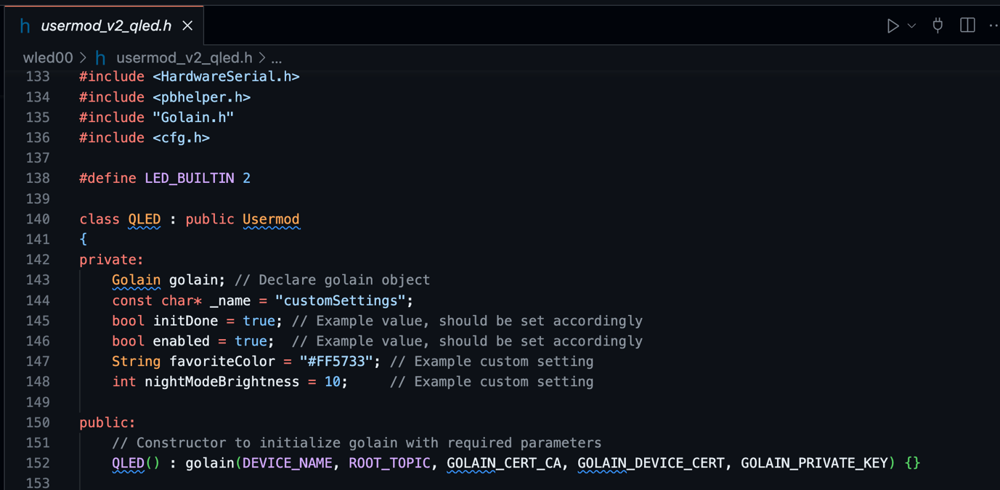 h usermod_v2_qled.h
wled00 > h usermod_v2_qled.h > ...
133 #include <HardwareSerial.h>
134 #include <pbhelper.h>
135 #include "Golain.h"
136 #include <cfg.h>
137
138 #define LED_BUILTIN 2
139
140 class QLED : public Usermod
141 {
142 private:
143 Golain golain; // Declare golain object
144 const char* _name = "customSettings";
145 bool initDone = true; // Example value, should be set accordingly
146 bool enabled = true;  // Example value, should be set accordingly
147 String favoriteColor = "#FF5733"; // Example custom setting
148 int nightModeBrightness = 10;     // Example custom setting
149
150 public:
151 // Constructor to initialize golain with required parameters
152 QLED() : golain(DEVICE_NAME, ROOT_TOPIC, GOLAIN_CERT_CA, GOLAIN_DEVICE_CERT, GOLAIN_PRIVATE_KEY) {}
153